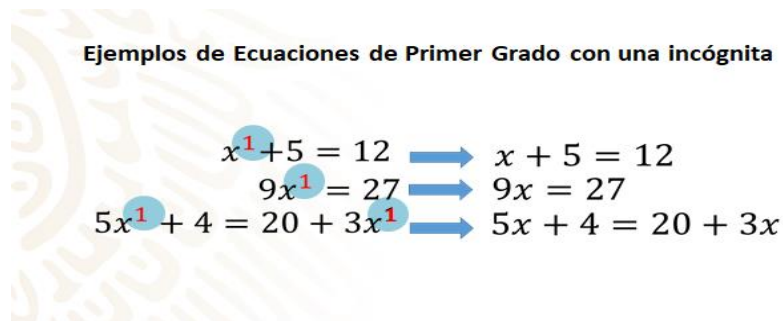 Ejemplos de Ecuaciones de Primer Grado con una incógnita
x¹+5 = 12 x + 5 = 12
9x¹ = 27 9x = 27
5x¹ + 4 = 20 + 3x¹ 5x + 4 = 20 + 3x